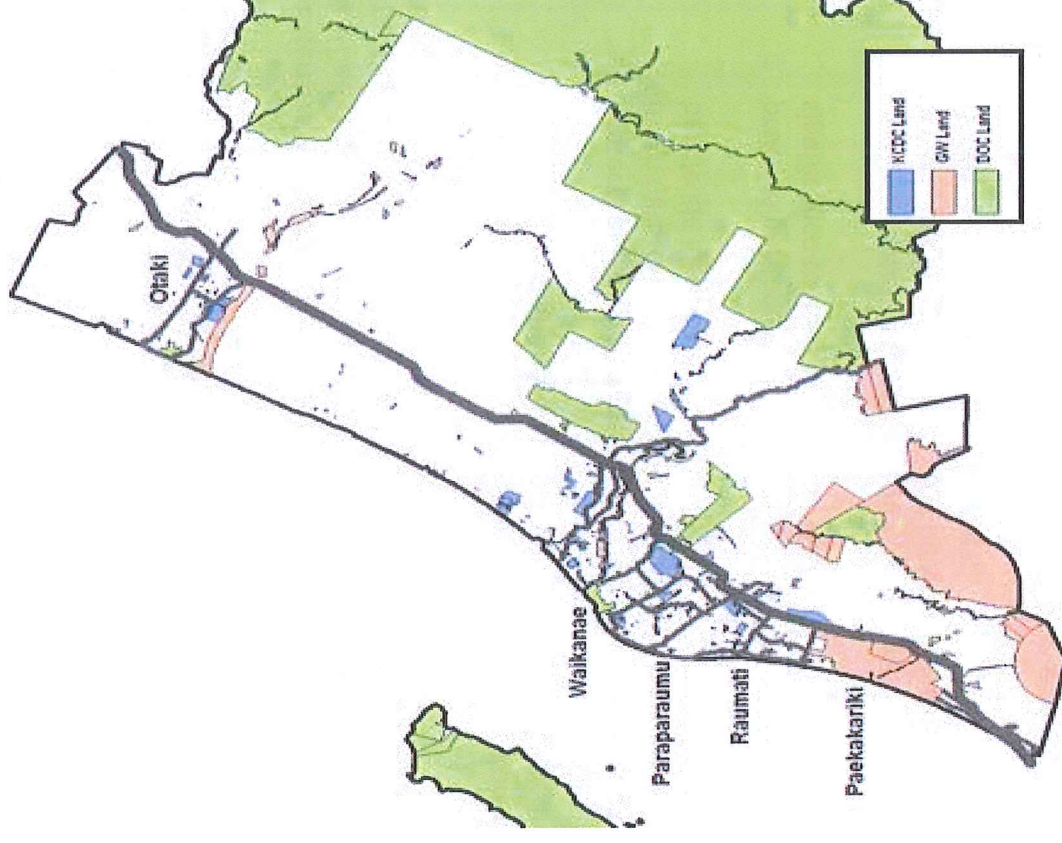 Otaki
Waikanae
Paraparaumu
Raumati
Paekakariki
KCDC Land
GW Land
DOC Land